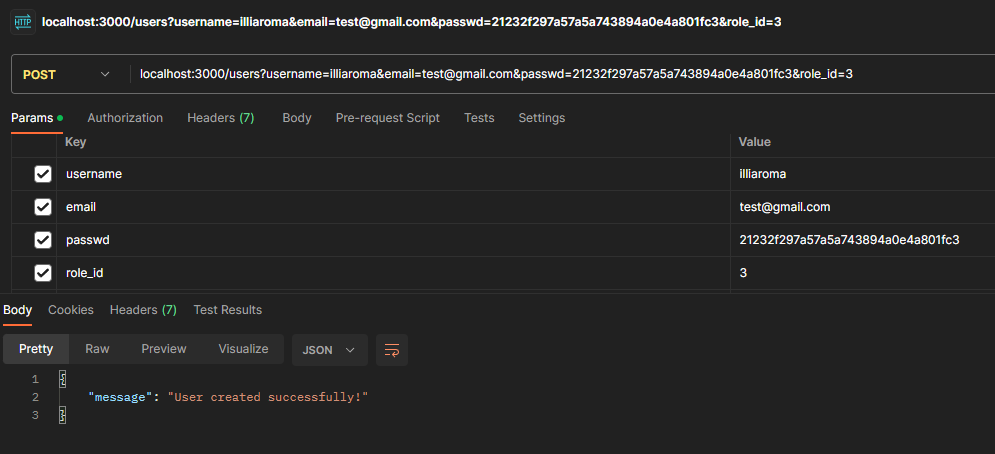 HTTP localhost:3000/users?username=illiaroma&email=test@gmail.com&passwd=21232f297a57a5a743894a0e4a801fc3&role_id=3
POST localhost:3000/users?username=illiaroma&email=test@gmail.com&passwd=21232f297a57a5a743894a0e4a801fc3&role_id=3
Params Authorization Headers (7) Body Pre-request Script Tests Settings
Key Value
username illiaroma
email test@gmail.com
passwd 21232f297a57a5a743894a0e4a801fc3
role_id 3
Body Cookies Headers (7) Test Results
Pretty Raw Preview Visualize JSON
1 {
2 "message": "User created successfully!"
3 }